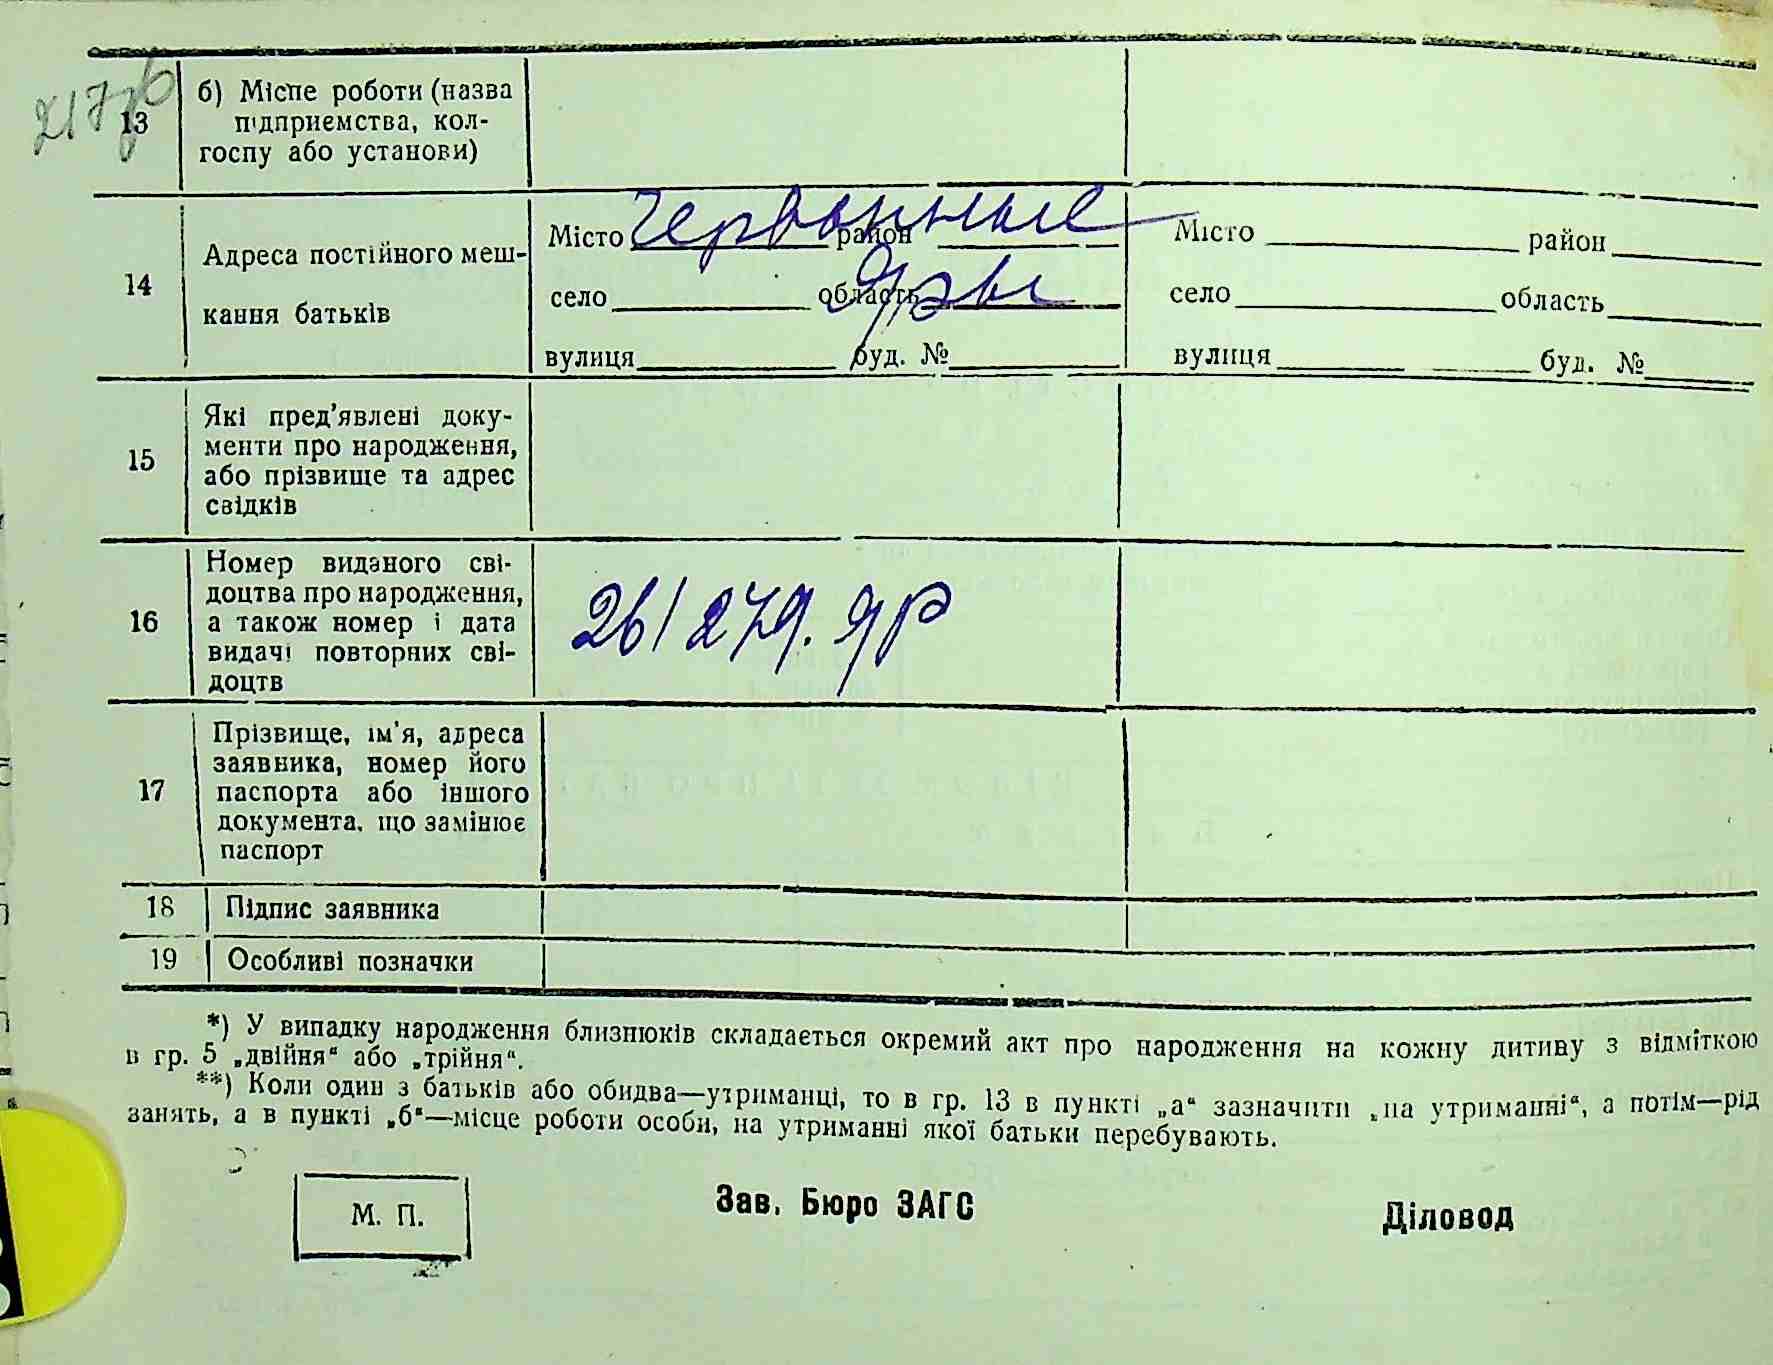 217
13
б) Місце роботи (назва
підприемства, кол-
госпу або установи)
14
Адреса постійного меш-
кання батьків
Місто Червонные район
село область Яры
вулиця буд. №
Місто район
село область
вулиця буд. №
15
Які пред'явлені доку-
менти про народження,
або прізвище та адрес
свідків
16
Номер виданого сві-
доцтва про народження,
а також номер і дата
видачі повторних сві-
доцтв
261279. ЯР
17
Прізвище, ім'я, адреса
заявника, номер його
паспорта або іншого
документа, що замінює
паспорт
18 Підпис заявника
19 Особливі позначки
*) У випадку народження близнюків складається окремий акт про народження на кожну дитину з відміткою
в гр. 5 „двійня“ або „трійня“.
**) Коли один з батьків або обидва—утриманці, то в гр. 13 в пункті „а“ зазначити „на утриманні“, а потім—рід
занять, а в пункті „б“—місце роботи особи, на утриманні якої батьки перебувають.
М. П.
Зав. Бюро ЗАГС
Діловод